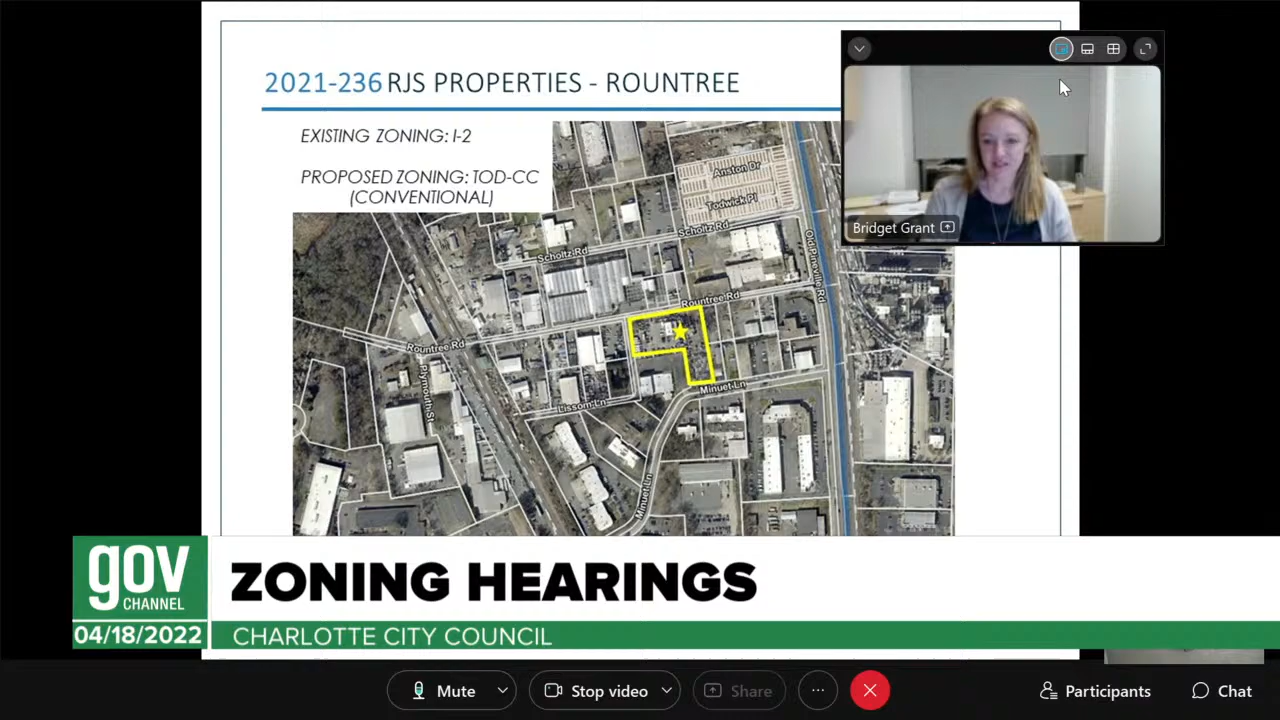 2021-236 RJS PROPERTIES - ROUNTREE
EXISTING ZONING: I-2
PROPOSED ZONING: TOD-CC
(CONVENTIONAL)
Anston Dr
Todwick Pl
Scholtz Rd
Scholtz Rd
Old Pineville Rd
Rountree Rd
Rountree Rd
Plymouth St
Minuet Ln
Lissom Ln
Minuet Ln
Bridget Grant
gov
CHANNEL
04/18/2022
ZONING HEARINGS
CHARLOTTE CITY COUNCIL
Mute
Stop video
Share
Participants
Chat